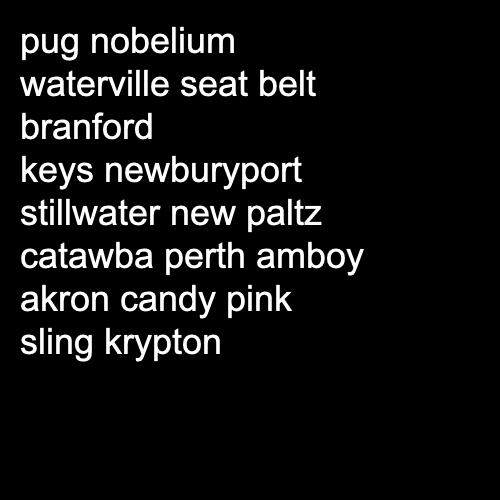 pug nobelium
waterville seat belt
branford
keys newburyport
stillwater new paltz
catawba perth amboy
akron candy pink
sling krypton